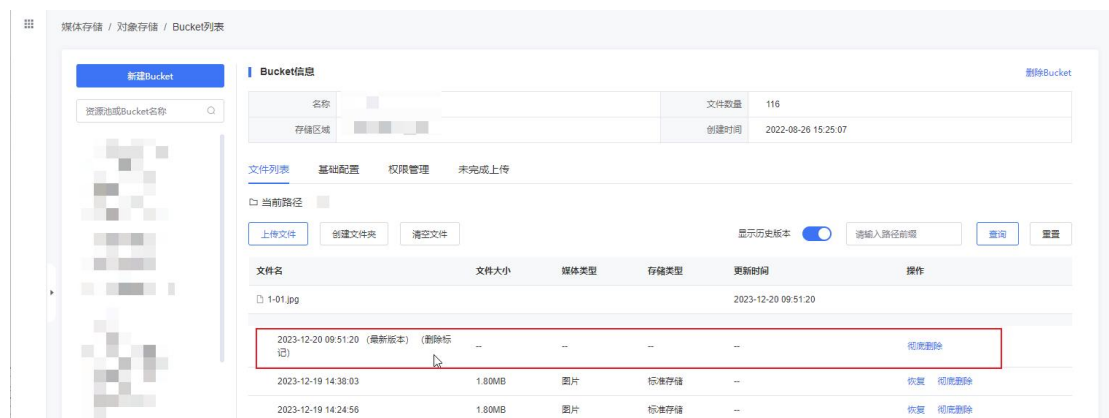 媒体存储 / 对象存储 / Bucket列表
新建Bucket
资源池或Bucket名称
Bucket信息
删除Bucket
名称
文件数量 116
存储区域
创建时间 2022-08-26 15:25:07
文件列表 基础配置 权限管理 未完成上传
当前路径
上传文件 创建文件夹 清空文件 显示历史版本 请输入路径前缀 查询 重置
文件名 文件大小 媒体类型 存储类型 更新时间 操作
1-01.jpg 2023-12-20 09:51:20
2023-12-20 09:51:20 （最新版本） （删除标
记） -- -- -- -- 彻底删除
2023-12-19 14:38:03 1.80MB 图片 标准存储 -- 恢复 彻底删除
2023-12-19 14:24:56 1.80MB 图片 标准存储 -- 恢复 彻底删除